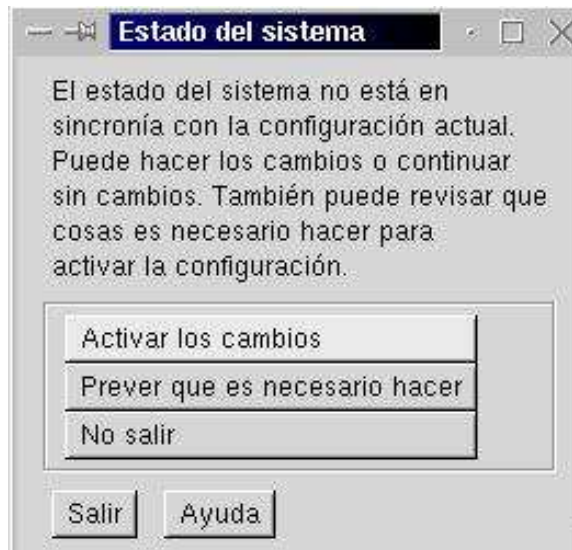 Estado del sistema
El estado del sistema no está en
sincronía con la configuración actual.
Puede hacer los cambios o continuar
sin cambios. También puede revisar que
cosas es necesario hacer para
activar la configuración.
Activar los cambios
Prever que es necesario hacer
No salir
Salir Ayuda